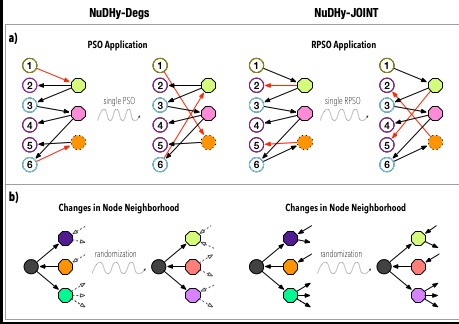 NuDHy-Degs
NuDHy-JOINT
a)
PSO Application
RPSO Application
1
2
3
4
5
6
single PSO
1
2
3
4
5
6
1
2
3
4
5
6
single RPSO
1
2
3
4
5
6
b)
Changes in Node Neighborhood
Changes in Node Neighborhood
randomization
randomization